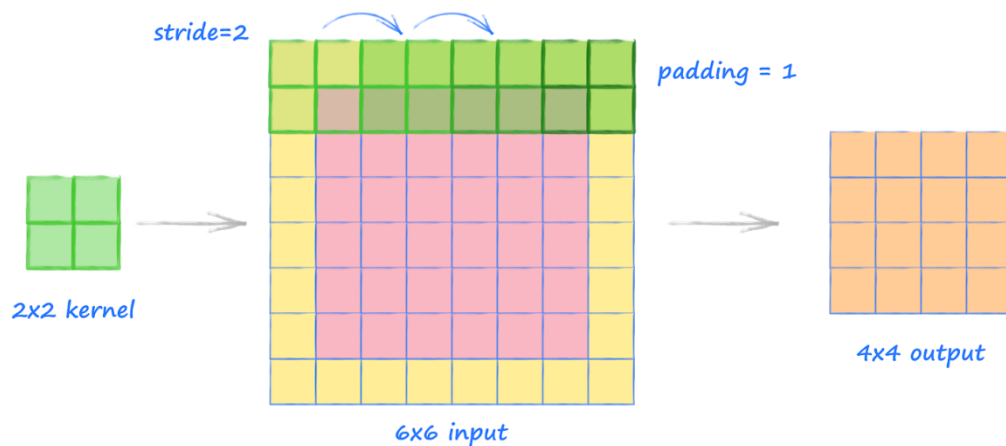 stride=2
padding = 1
2x2 kernel
6x6 input
4x4 output